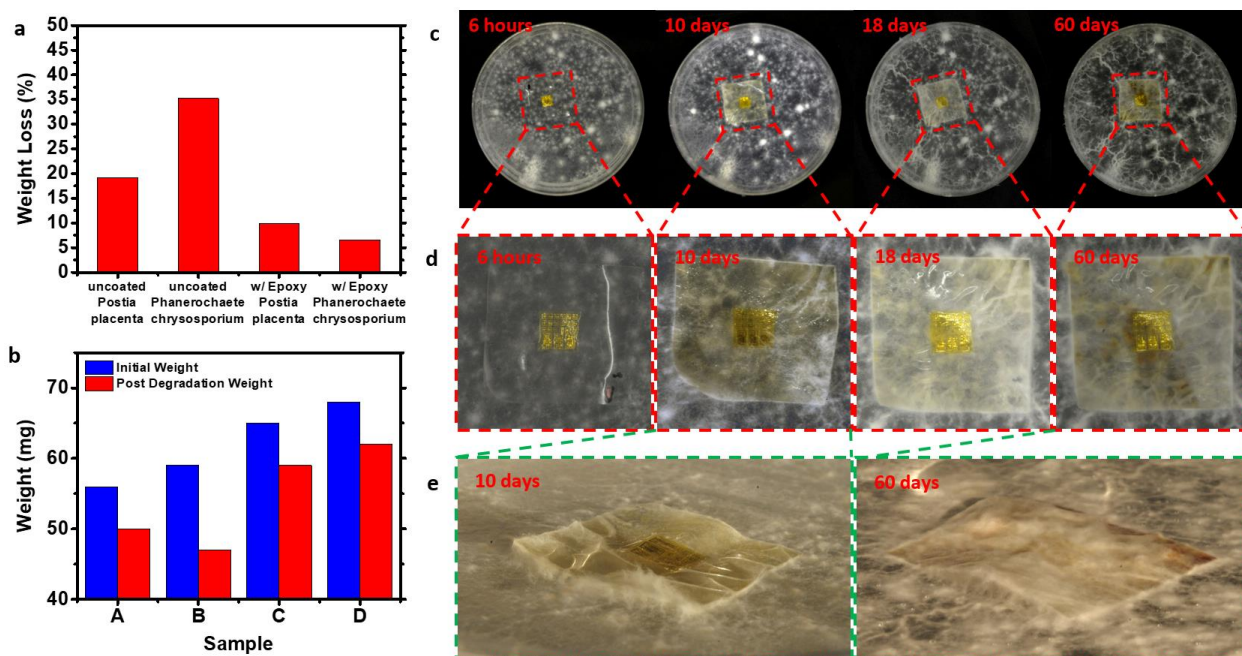 a
50
45
40
35
30
25
20
15
10
5
0
Weight Loss (%)
uncoated
Postia
placenta
uncoated
Phanerochaete
chrysosporium
w/ Epoxy
Postia
placenta
w/ Epoxy
Phanerochaete
chrysosporium
b
Initial Weight
Post Degradation Weight
70
60
50
40
Weight (mg)
A B C D
Sample
c
6 hours
10 days
18 days
60 days
d
6 hours
10 days
18 days
60 days
e
10 days
60 days